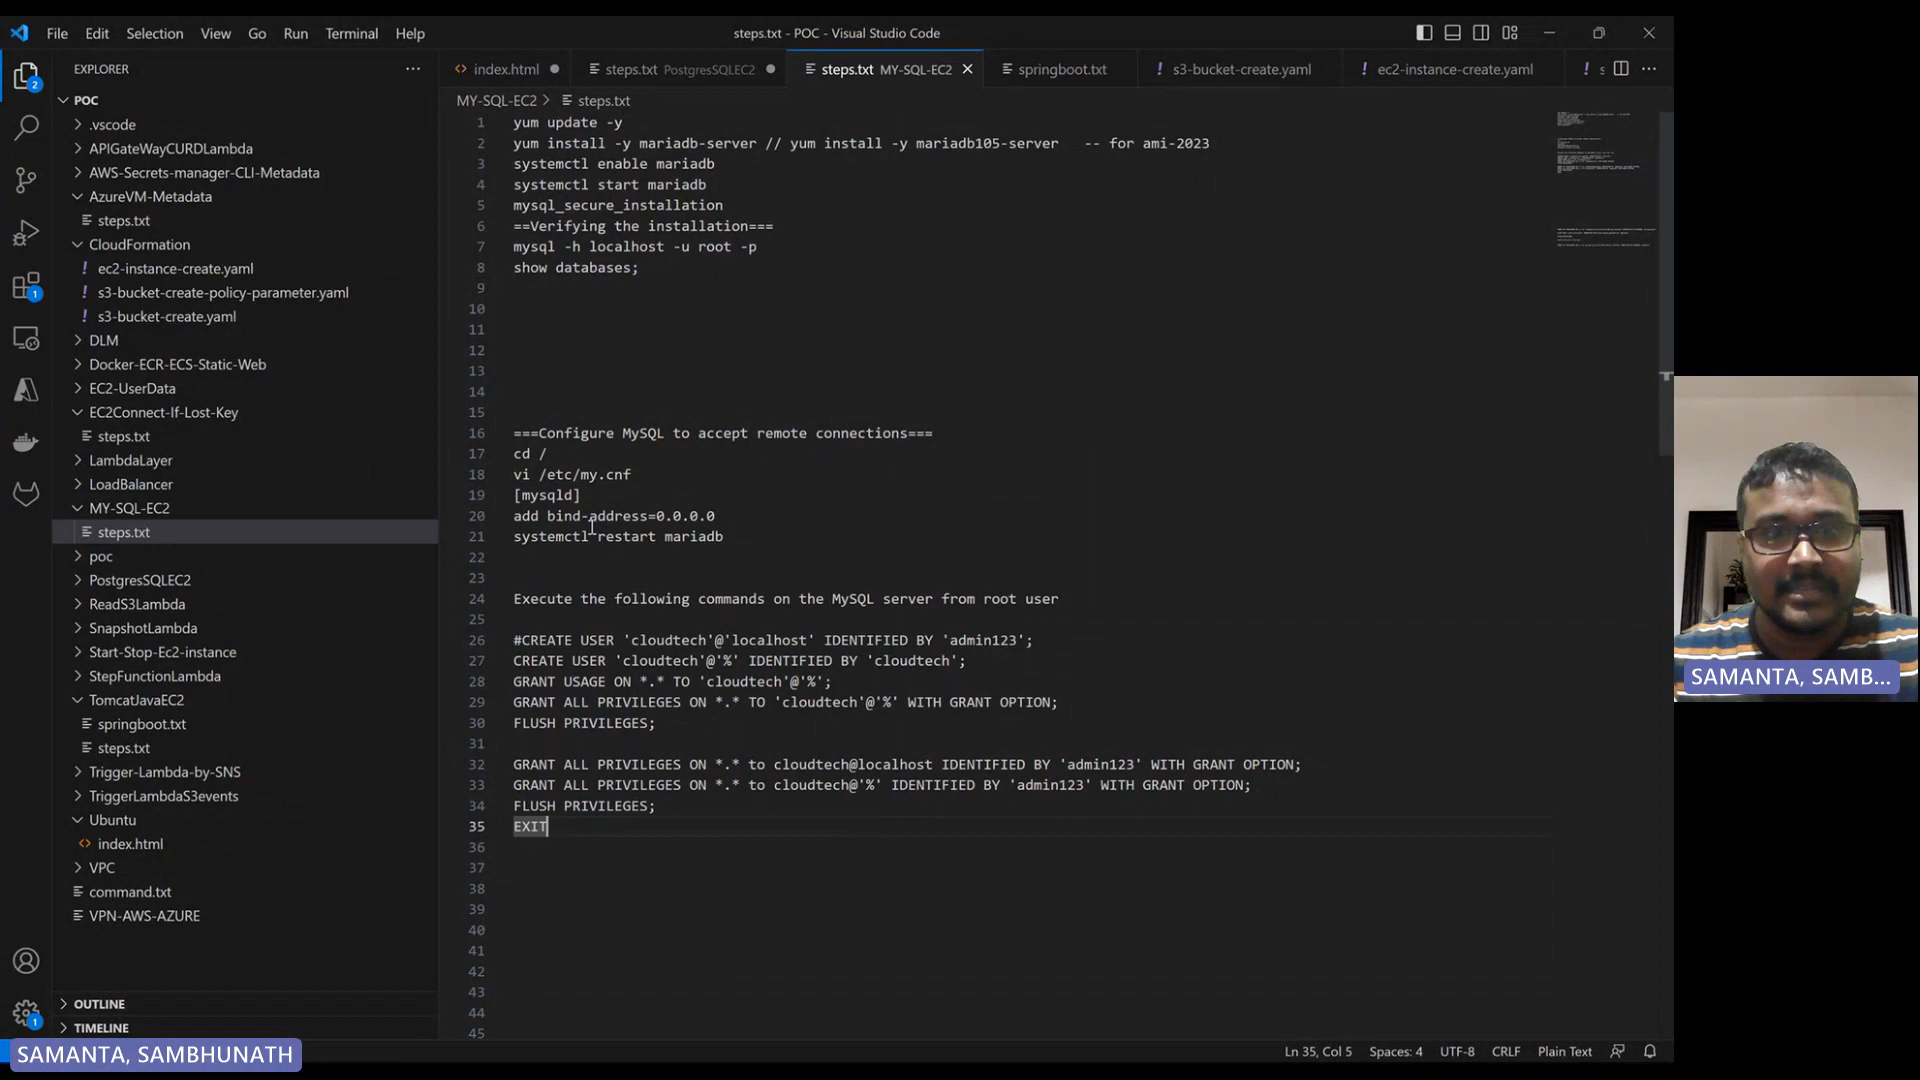 File Edit Selection View Go Run Terminal Help
steps.txt - POC - Visual Studio Code
EXPLORER
index.html
steps.txt PostgresSQLEC2
steps.txt MY-SQL-EC2
springboot.txt
! s3-bucket-create.yaml
! ec2-instance-create.yaml
! s
2
1
1
POC
.vscode
APIGateWayCURDLambda
AWS-Secrets-manager-CLI-Metadata
AzureVM-Metadata
steps.txt
CloudFormation
! ec2-instance-create.yaml
! s3-bucket-create-policy-parameter.yaml
! s3-bucket-create.yaml
DLM
Docker-ECR-ECS-Static-Web
EC2-UserData
EC2Connect-If-Lost-Key
steps.txt
LambdaLayer
LoadBalancer
MY-SQL-EC2
steps.txt
poc
PostgresSQLEC2
ReadS3Lambda
SnapshotLambda
Start-Stop-Ec2-instance
StepFunctionLambda
TomcatJavaEC2
springboot.txt
steps.txt
Trigger-Lambda-by-SNS
TriggerLambdaS3events
Ubuntu
index.html
VPC
command.txt
VPN-AWS-AZURE
OUTLINE
TIMELINE
MY-SQL-EC2 > steps.txt
1 yum update -y
2 yum install -y mariadb-server // yum install -y mariadb105-server -- for ami-2023
3 systemctl enable mariadb
4 systemctl start mariadb
5 mysql_secure_installation
6 ==Verifying the installation===
7 mysql -h localhost -u root -p
8 show databases;
9
10
11
12
13
14
15
16 ===Configure MySQL to accept remote connections===
17 cd /
18 vi /etc/my.cnf
19 [mysqld]
20 add bind-address=0.0.0.0
21 systemctl restart mariadb
22
23
24 Execute the following commands on the MySQL server from root user
25
26 #CREATE USER 'cloudtech'@'localhost' IDENTIFIED BY 'admin123';
27 CREATE USER 'cloudtech'@'%' IDENTIFIED BY 'cloudtech';
28 GRANT USAGE ON *.* TO 'cloudtech'@'%';
29 GRANT ALL PRIVILEGES ON *.* TO 'cloudtech'@'%' WITH GRANT OPTION;
30 FLUSH PRIVILEGES;
31
32 GRANT ALL PRIVILEGES ON *.* to cloudtech@localhost IDENTIFIED BY 'admin123' WITH GRANT OPTION;
33 GRANT ALL PRIVILEGES ON *.* to cloudtech@'%' IDENTIFIED BY 'admin123' WITH GRANT OPTION;
34 FLUSH PRIVILEGES;
35 EXIT
36
37
38
39
40
41
42
43
44
45
SAMANTA, SAMB...
SAMANTA, SAMBHUNATH
Ln 35, Col 5 Spaces: 4 UTF-8 CRLF Plain Text